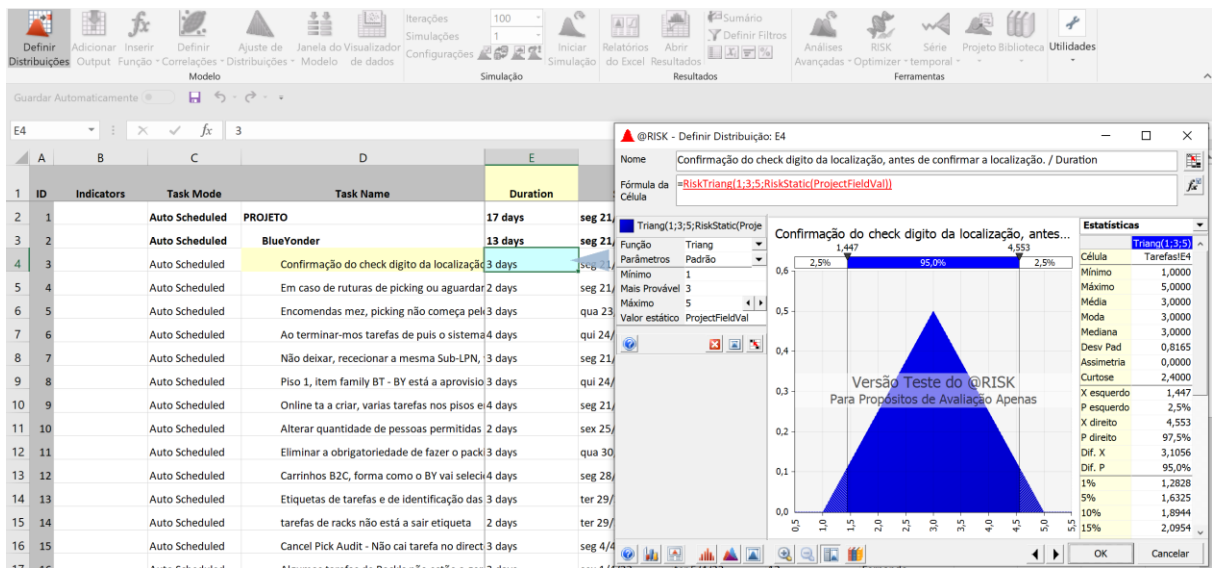 Definir Distribuições
Adicionar Output
Inserir Função
Definir Correlações
Ajuste de Distribuições
Janela do Modelo
Visualizador de dados
Modelo
Iterações 100
Simulações 1
Configurações
Iniciar Simulação
Simulação
Relatórios do Excel
Abrir Resultados
Sumário
Definir Filtros
Resultados
Análises Avançadas
RISK Optimizer
Série temporal
Projeto
Biblioteca
Utilidades
Ferramentas
Guardar Automaticamente
E4 fx 3
A B C D E
1 ID Indicators Task Mode Task Name Duration
2 1 Auto Scheduled PROJETO 17 days seg 21/
3 2 Auto Scheduled BlueYonder 13 days seg 21/
4 3 Auto Scheduled Confirmação do check digito da localização 3 days seg 21/
5 4 Auto Scheduled Em caso de ruturas de picking ou aguardar 2 days seg 21/
6 5 Auto Scheduled Encomendas mez, picking não começa pel 3 days qua 23
7 6 Auto Scheduled Ao terminar-mos tarefas de puis o sistema 4 days qui 24/
8 7 Auto Scheduled Não deixar, rececionar a mesma Sub-LPN, 3 days seg 21/
9 8 Auto Scheduled Piso 1, item family BT - BY está a aprovisio 3 days qui 24/
10 9 Auto Scheduled Online ta a criar, varias tarefas nos pisos e 4 days seg 21/
11 10 Auto Scheduled Alterar quantidade de pessoas permitidas 2 days sex 25/
12 11 Auto Scheduled Eliminar a obrigatoriedade de fazer o pack 3 days qua 30
13 12 Auto Scheduled Carrinhos B2C, forma como o BY vai seleci 4 days seg 28/
14 13 Auto Scheduled Etiquetas de tarefas e de identificação das 3 days ter 29/
15 14 Auto Scheduled tarefas de racks não está a sair etiqueta 2 days ter 29/
16 15 Auto Scheduled Cancel Pick Audit - Não cai tarefa no direct 3 days seg 4/4
@RISK - Definir Distribuição: E4
Nome Confirmação do check digito da localização, antes de confirmar a localização. / Duration
Fórmula da Célula =RiskTriang(1;3;5;RiskStatic(ProjectFieldVal))
Triang(1;3;5;RiskStatic(Proje
Função Triang
Parâmetros Padrão
Mínimo 1
Mais Provável 3
Máximo 5
Valor estático ProjectFieldVal
Confirmação do check digito da localização, antes...
1,447 4,553
2,5% 95,0% 2,5%
0,6
0,5
0,4
0,3
0,2
0,1
0,0
Versão Teste do @RISK
Para Propósitos de Avaliação Apenas
0,5 1,0 1,5 2,0 2,5 3,0 3,5 4,0 4,5 5,0 5,5
Estatísticas
Triang(1;3;5)
Célula Tarefas!E4
Mínimo 1,0000
Máximo 5,0000
Média 3,0000
Moda 3,0000
Mediana 3,0000
Desv Pad 0,8165
Assimetria 0,0000
Curtose 2,4000
X esquerdo 1,447
P esquerdo 2,5%
X direito 4,553
P direito 97,5%
Dif. X 3,1056
Dif. P 95,0%
1% 1,2828
5% 1,6325
10% 1,8944
15% 2,0954
OK Cancelar